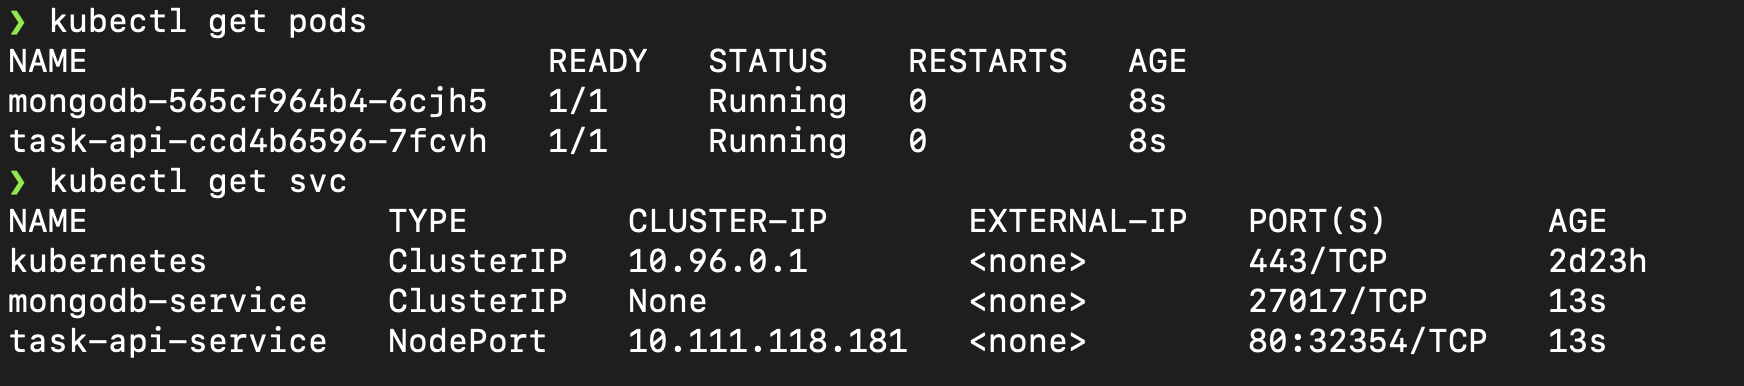 ❯ kubectl get pods
NAME                       READY   STATUS    RESTARTS   AGE
mongodb-565cf964b4-6cjh5   1/1     Running   0          8s
task-api-ccd4b6596-7fcvh   1/1     Running   0          8s
❯ kubectl get svc
NAME               TYPE        CLUSTER-IP       EXTERNAL-IP   PORT(S)        AGE
kubernetes         ClusterIP   10.96.0.1        <none>        443/TCP        2d23h
mongodb-service    ClusterIP   None             <none>        27017/TCP      13s
task-api-service   NodePort    10.111.118.181   <none>        80:32354/TCP   13s